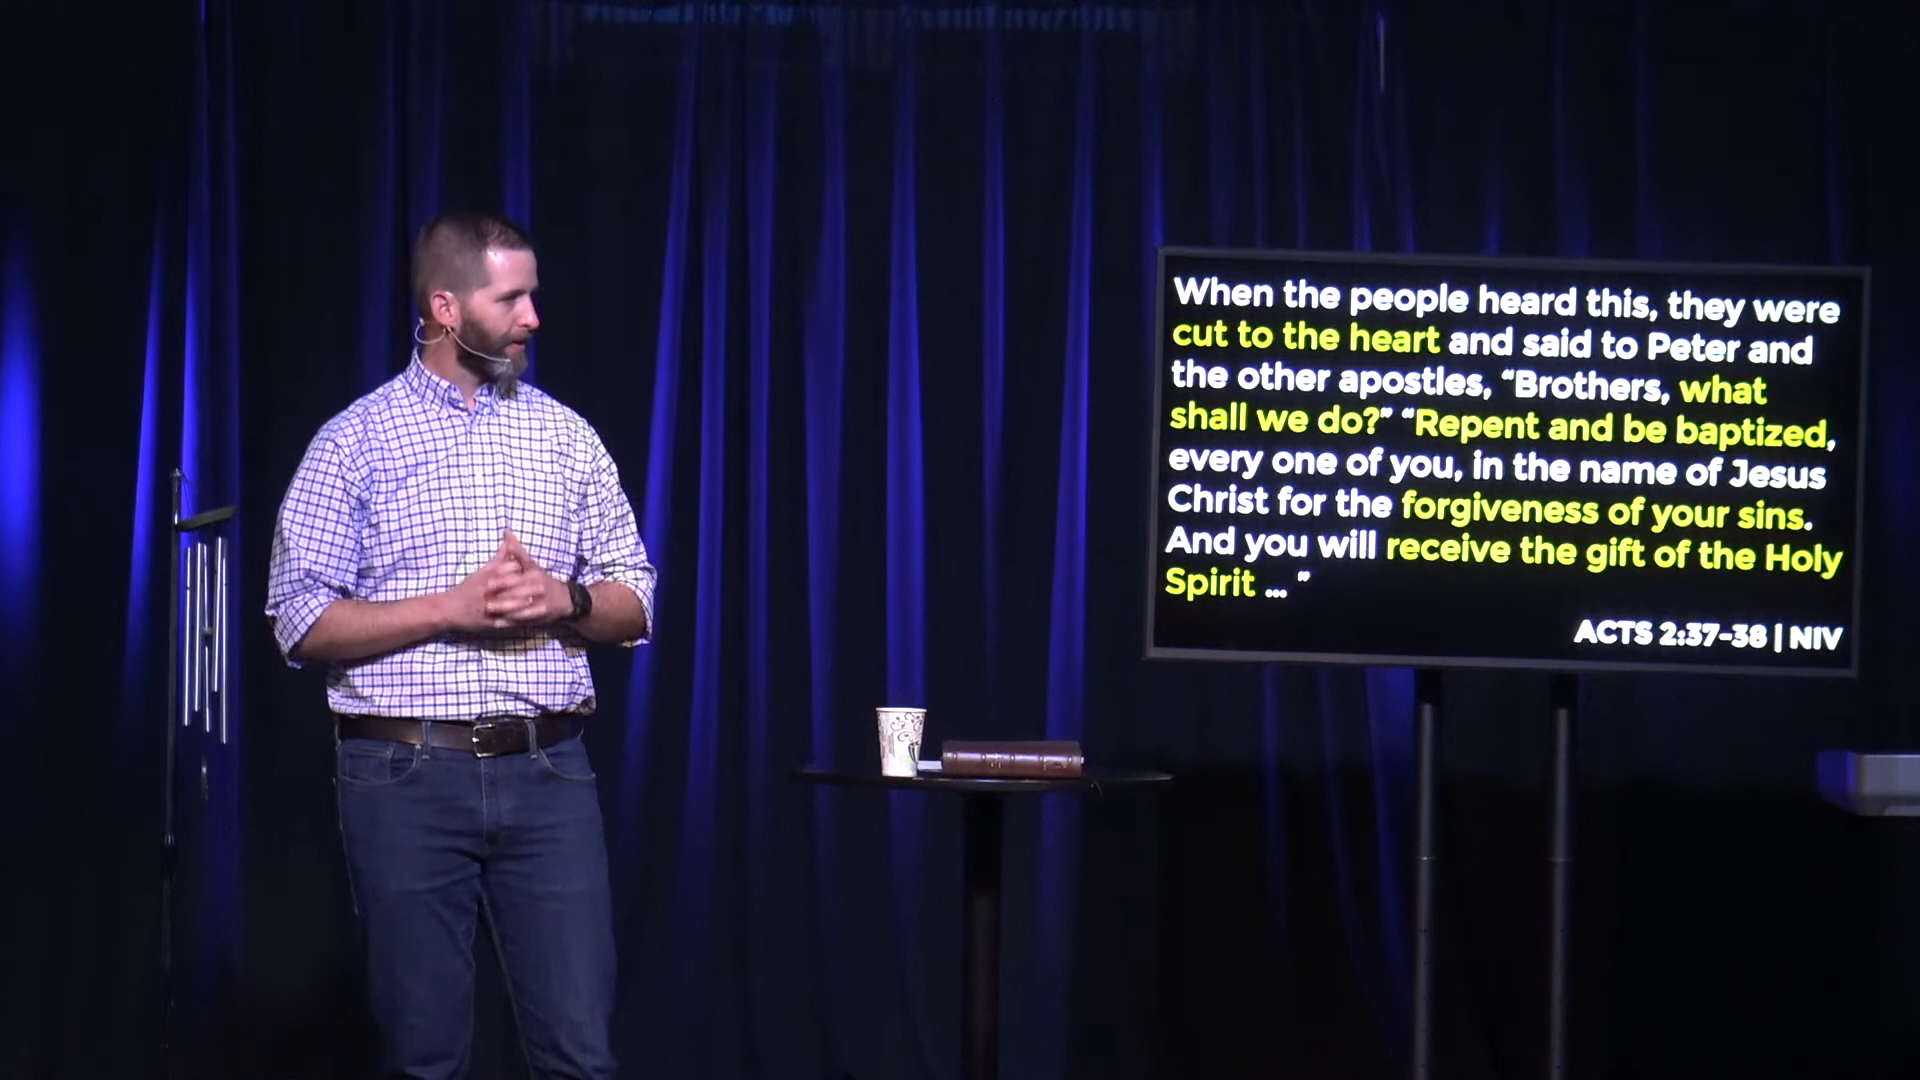 When the people heard this, they were
cut to the heart and said to Peter and
the other apostles, “Brothers, what
shall we do?” “Repent and be baptized,
every one of you, in the name of Jesus
Christ for the forgiveness of your sins.
And you will receive the gift of the Holy
Spirit ... ”
ACTS 2:37-38 | NIV